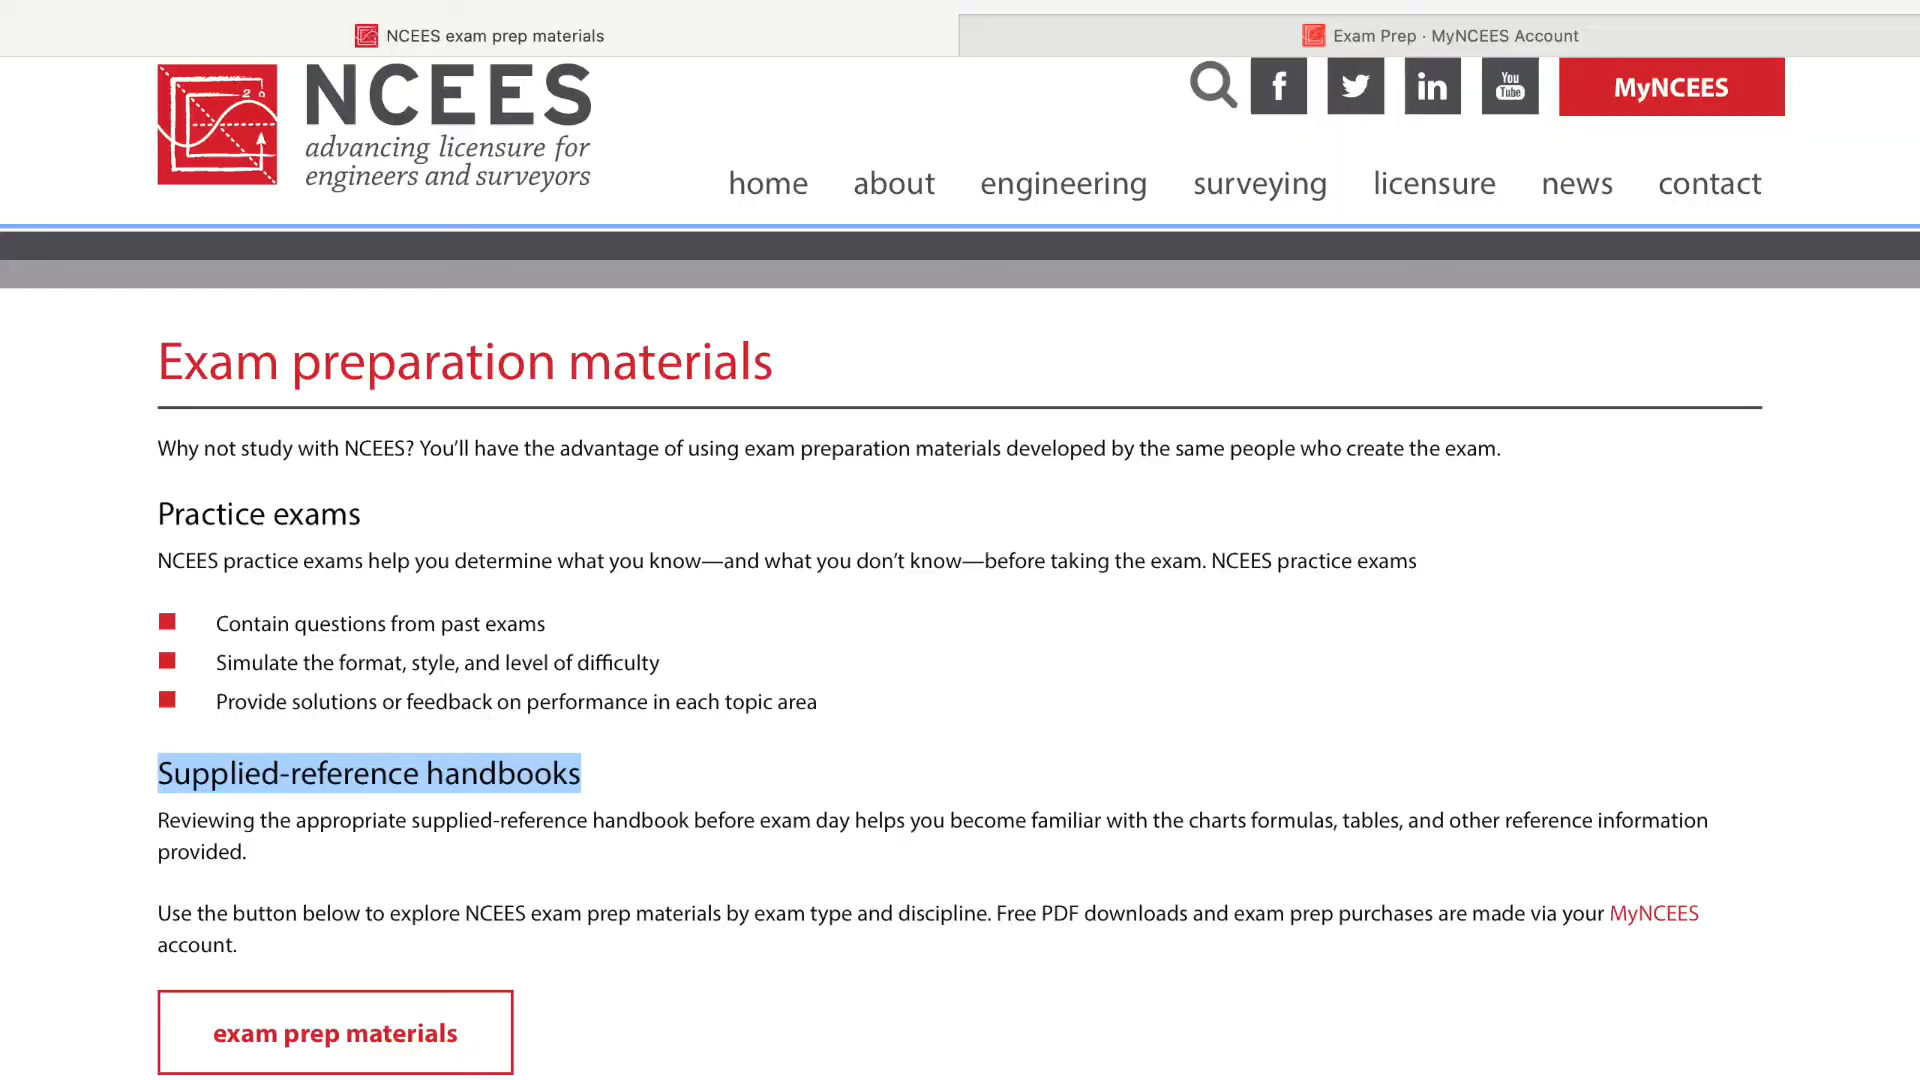 NCEES exam prep materials
Exam Prep · MyNCEES Account
NCEES
advancing licensure for
engineers and surveyors
f
in
You
Tube
MyNCEES
home about engineering surveying licensure news contact
Exam preparation materials
Why not study with NCEES? You’ll have the advantage of using exam preparation materials developed by the same people who create the exam.
Practice exams
NCEES practice exams help you determine what you know—and what you don’t know—before taking the exam. NCEES practice exams
Contain questions from past exams
Simulate the format, style, and level of difficulty
Provide solutions or feedback on performance in each topic area
Supplied-reference handbooks
Reviewing the appropriate supplied-reference handbook before exam day helps you become familiar with the charts formulas, tables, and other reference information
provided.
Use the button below to explore NCEES exam prep materials by exam type and discipline. Free PDF downloads and exam prep purchases are made via your MyNCEES
account.
exam prep materials